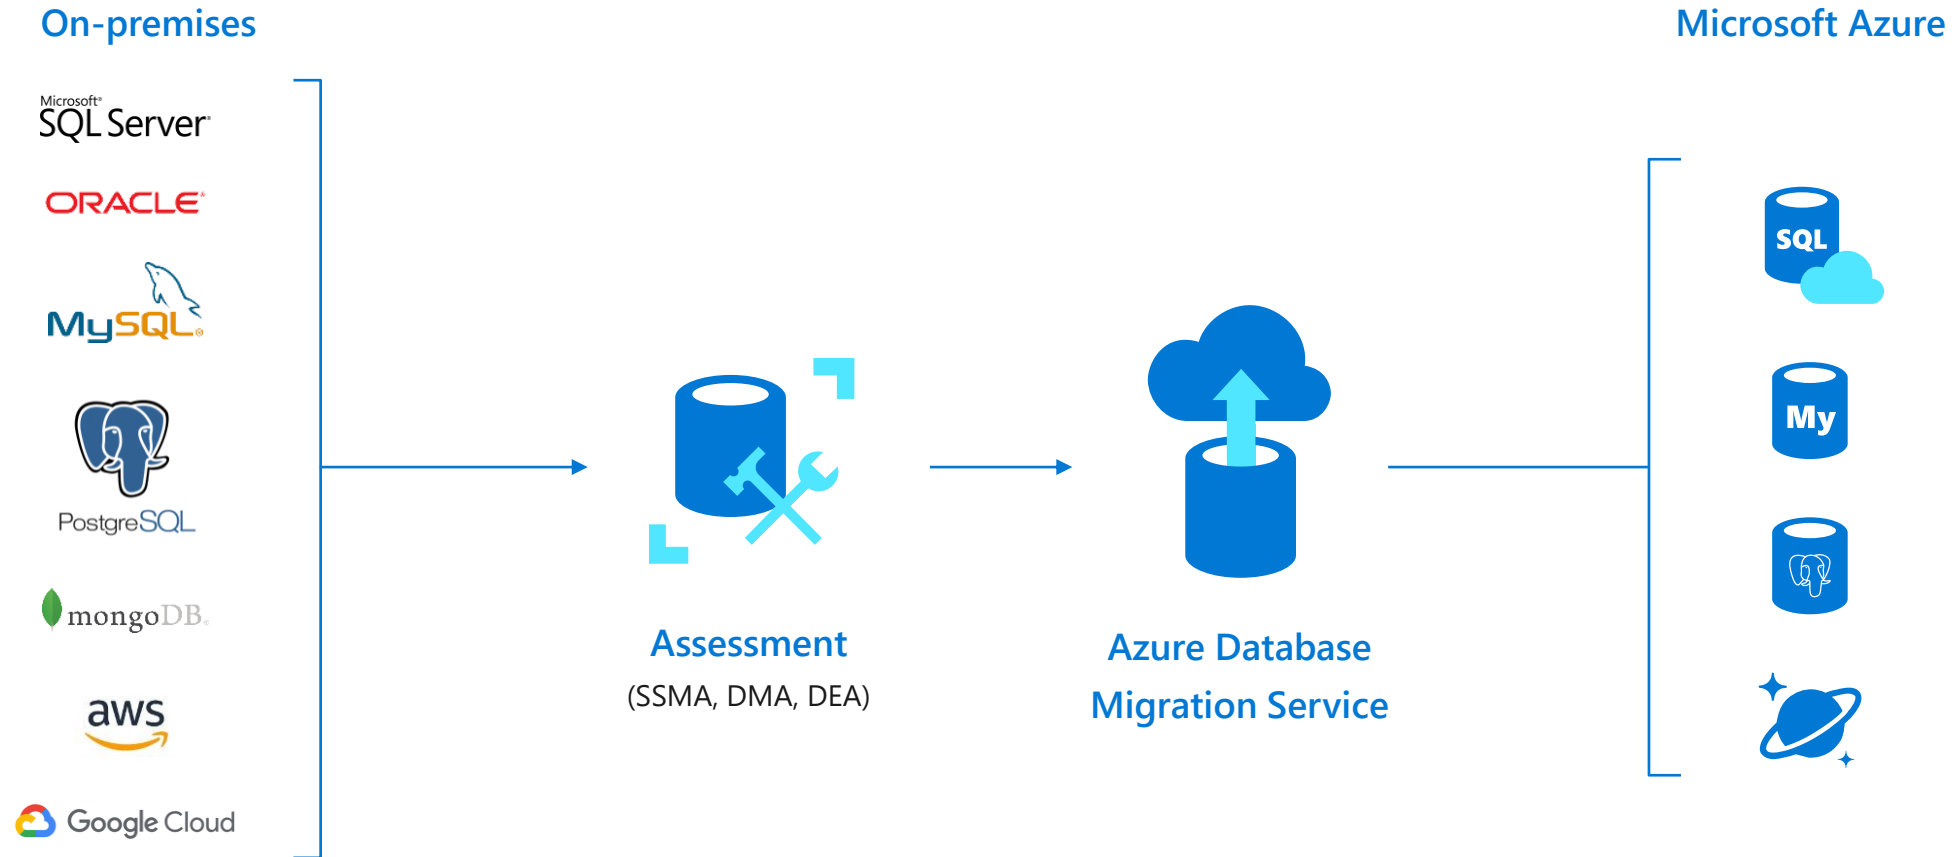 On-premises
Microsoft Azure
Microsoft®
SQL Server®
ORACLE®
MySQL®
PostgreSQL
mongoDB®
aws
Google Cloud
Assessment
(SSMA, DMA, DEA)
Azure Database
Migration Service
SQL
My